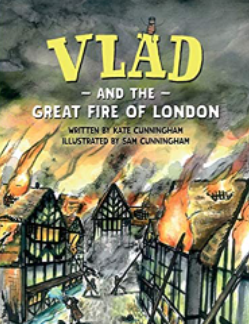 VLAD
– AND THE –
GREAT FIRE OF LONDON
WRITTEN BY KATE CUNNINGHAM
ILLUSTRATED BY SAM CUNNINGHAM